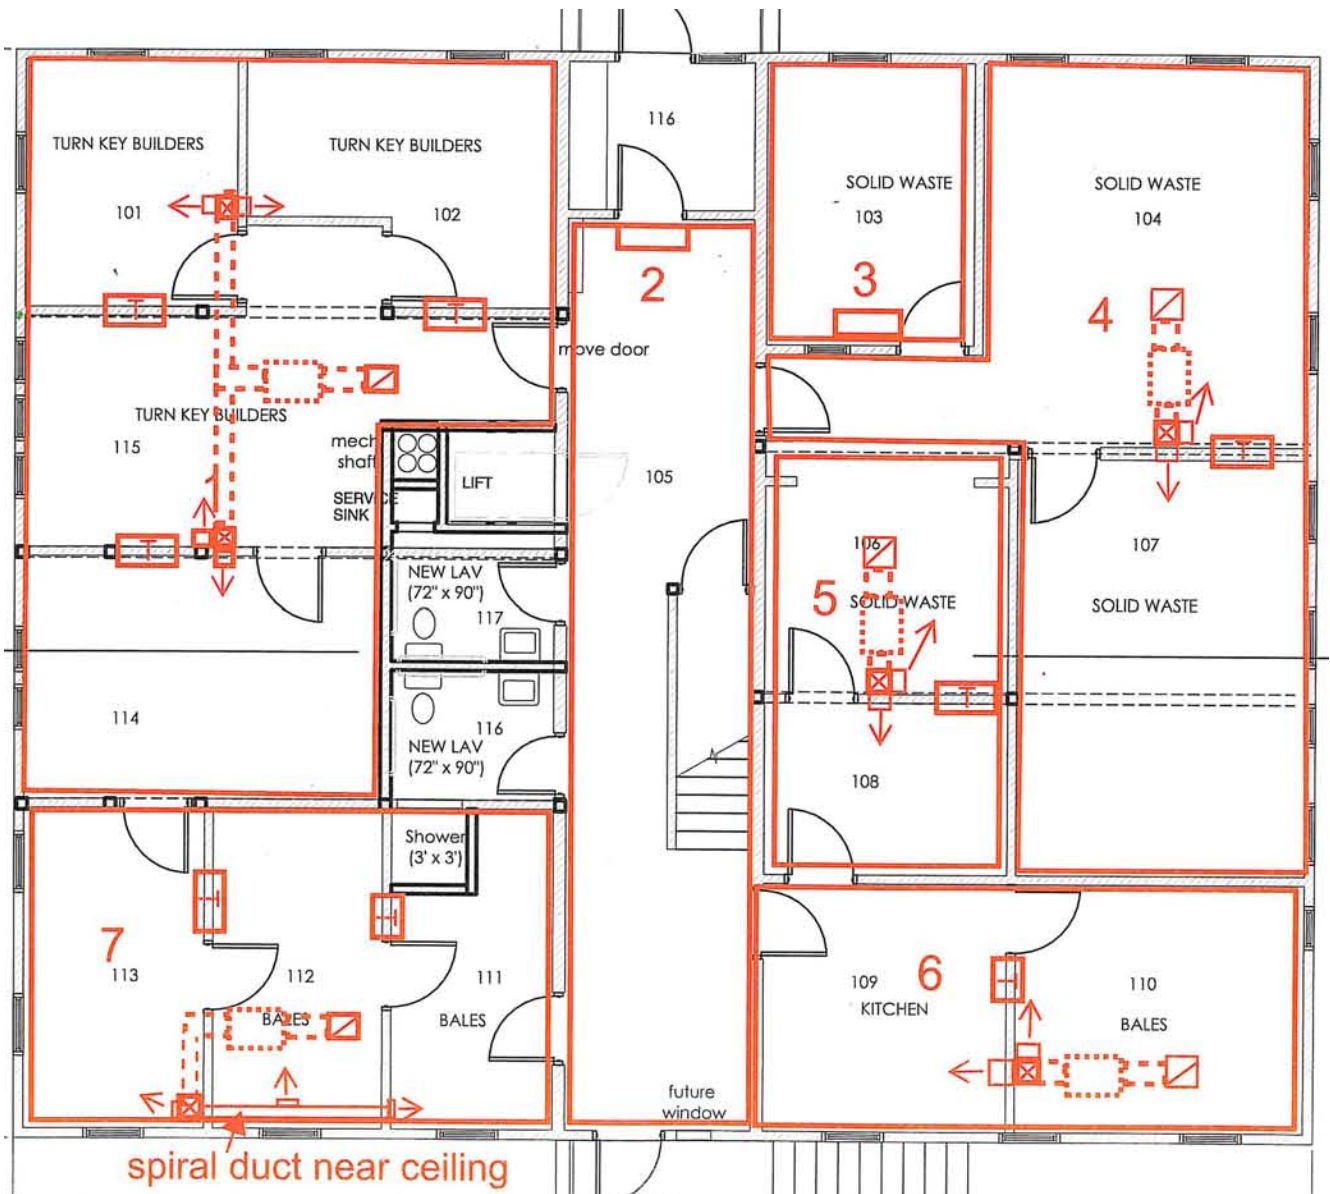 116
TURN KEY BUILDERS
101
TURN KEY BUILDERS
102
SOLID WASTE
103
SOLID WASTE
104
2
3
4
T
T
move door
TURN KEY BUILDERS
115
mech
shaft
SERVICE
SINK
LIFT
105
1
T
T
106
SOLID WASTE
5
107
SOLID WASTE
NEW LAV
(72" x 90")
117
T
114
116
NEW LAV
(72" x 90")
108
Shower
(3' x 3')
7
113
T
112
BALES
T
111
BALES
109
KITCHEN
6
T
110
BALES
future
window
spiral duct near ceiling